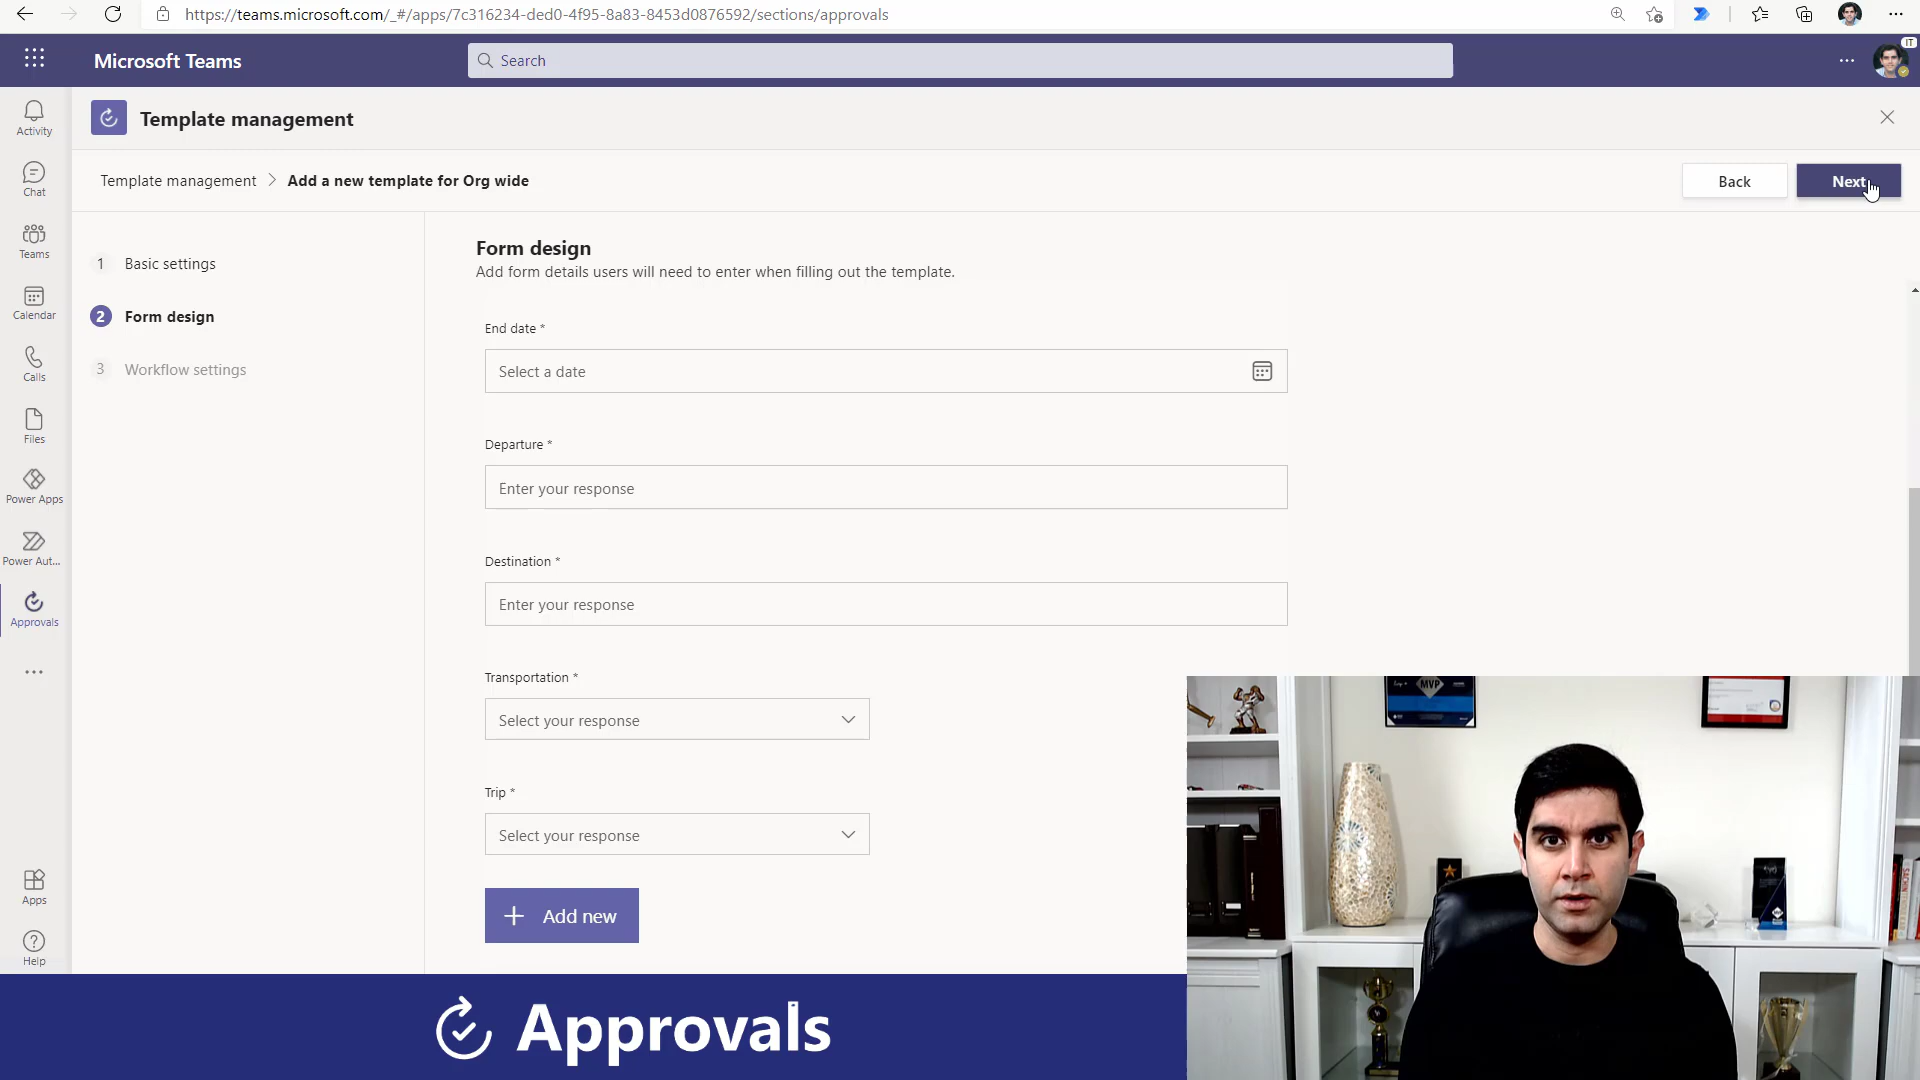 https://teams.microsoft.com/_#/apps/7c316234-ded0-4f95-8a83-8453d0876592/sections/approvals
IT
Microsoft Teams
Search
Activity
Chat
Teams
Calendar
Calls
Files
Power Apps
Power Aut...
Approvals
Apps
Help
Template management
Template management > Add a new template for Org wide
Back
Next
1 Basic settings
2 Form design
3 Workflow settings
Form design
Add form details users will need to enter when filling out the template.
End date *
Select a date
Departure *
Enter your response
Destination *
Enter your response
Transportation *
Select your response
Trip *
Select your response
+ Add new
MVP
SACHIN
Approvals